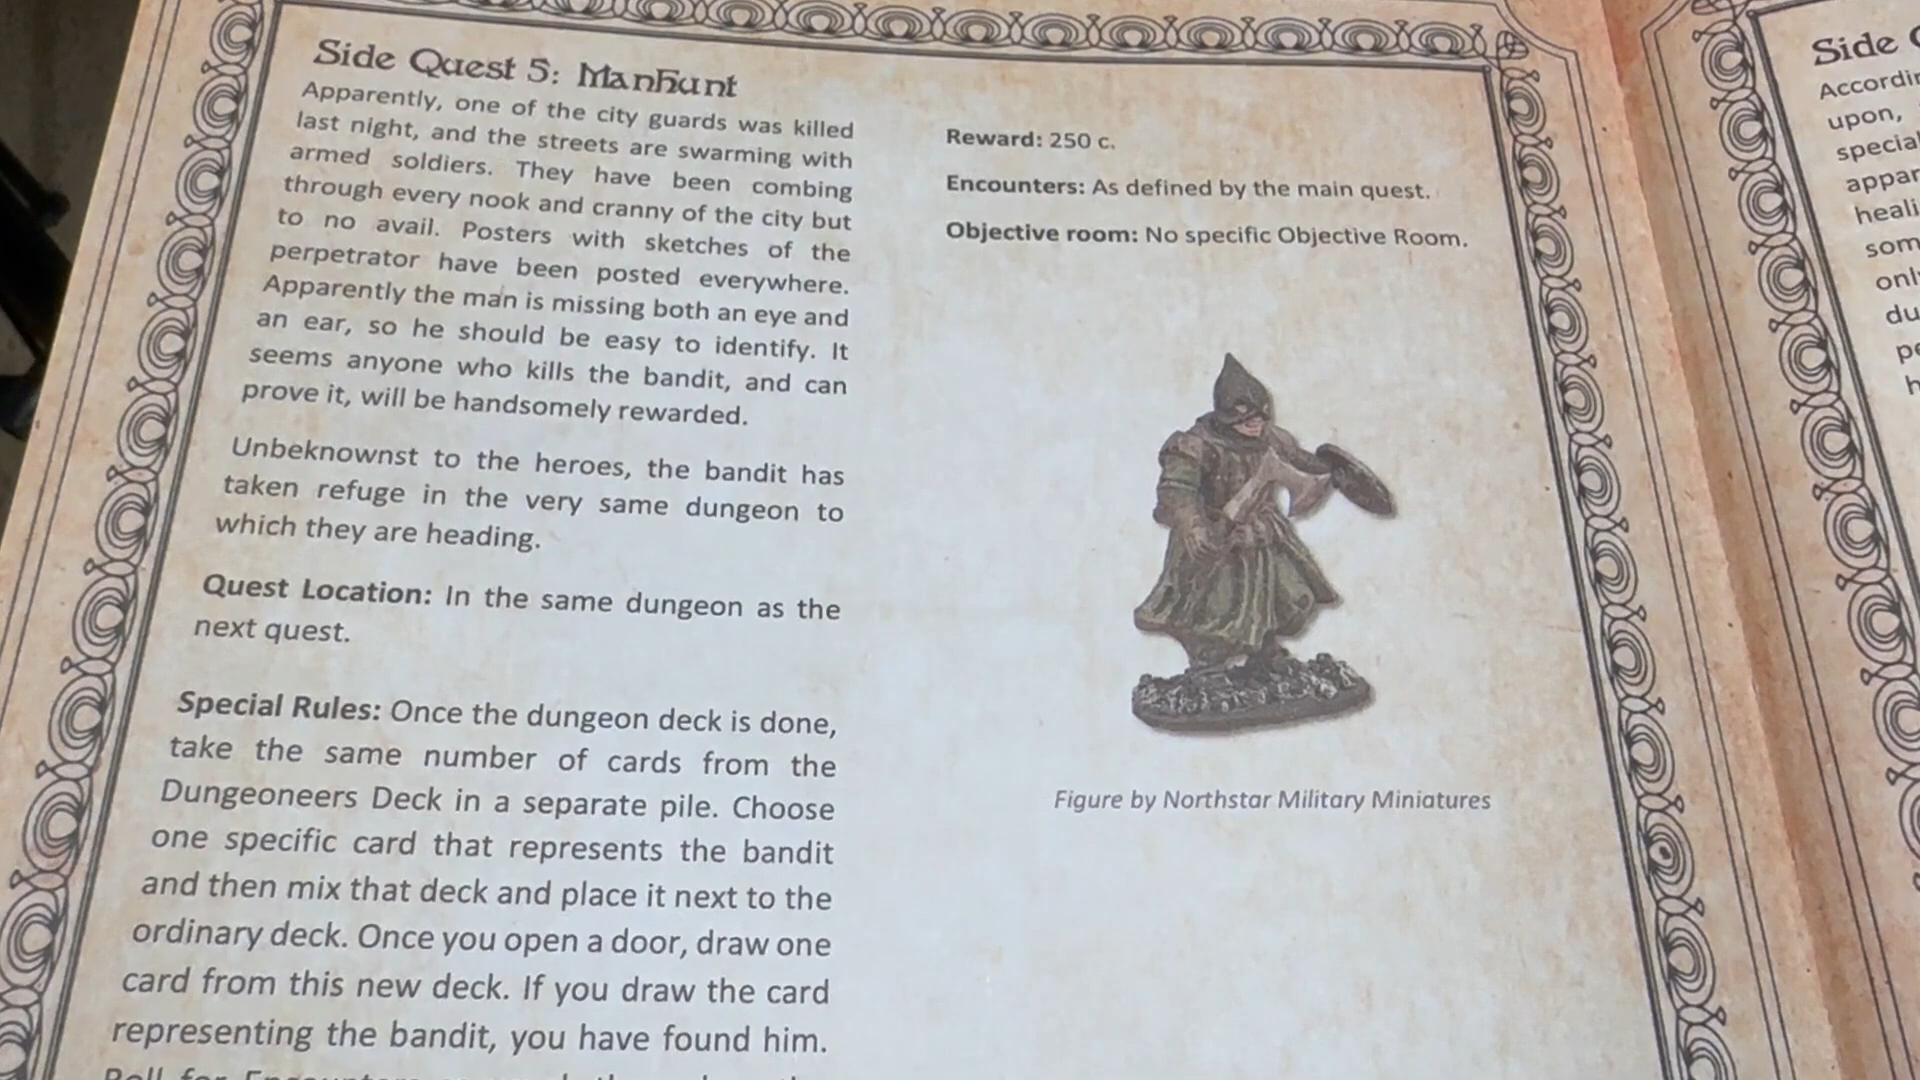 Side Quest 5: Manhunt
Apparently, one of the city guards was killed
last night, and the streets are swarming with
armed soldiers. They have been combing
through every nook and cranny of the city but
to no avail. Posters with sketches of the
perpetrator have been posted everywhere.
Apparently the man is missing both an eye and
an ear, so he should be easy to identify. It
seems anyone who kills the bandit, and can
prove it, will be handsomely rewarded.
Unbeknownst to the heroes, the bandit has
taken refuge in the very same dungeon to
which they are heading.
Quest Location: In the same dungeon as the
next quest.
Special Rules: Once the dungeon deck is done,
take the same number of cards from the
Dungeoneers Deck in a separate pile. Choose
one specific card that represents the bandit
and then mix that deck and place it next to the
ordinary deck. Once you open a door, draw one
card from this new deck. If you draw the card
representing the bandit, you have found him.
Reward: 250 c.
Encounters: As defined by the main quest.
Objective room: No specific Objective Room.
Figure by Northstar Military Miniatures
Side
upon,